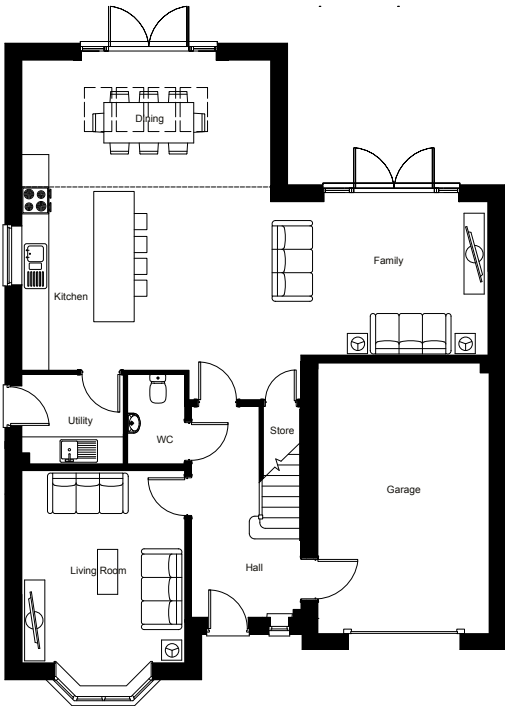 Dining
Family
Kitchen
Utility
Store
WC
Garage
Hall
Living Room